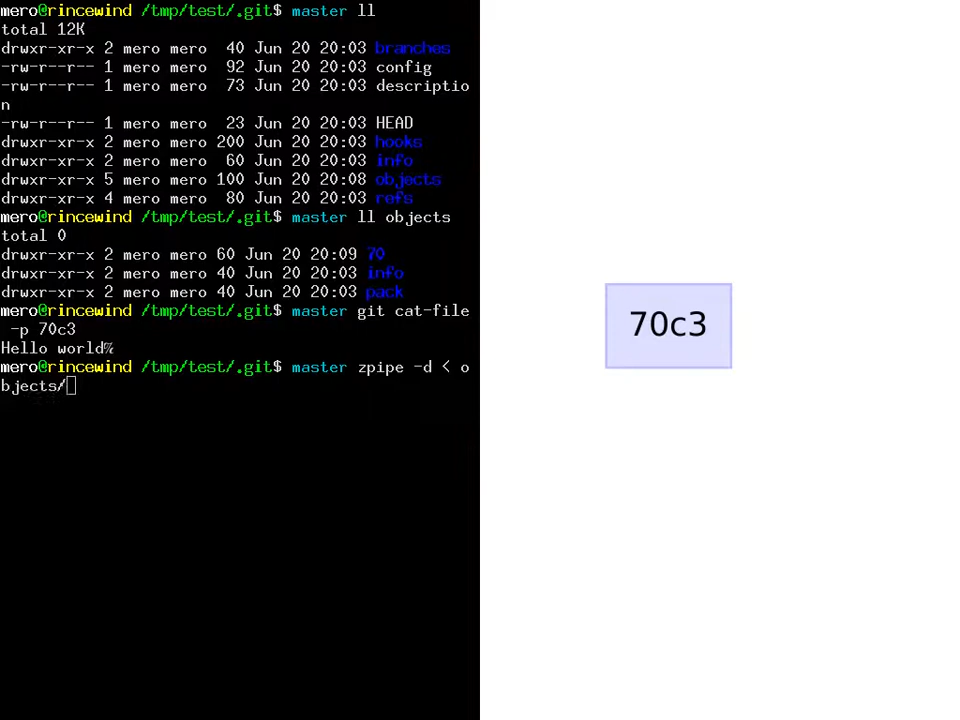 mero@rincewind /tmp/test/.git$ master ll
total 12K
drwxr-xr-x 2 mero mero  40 Jun 20 20:03 branches
-rw-r--r-- 1 mero mero  92 Jun 20 20:03 config
-rw-r--r-- 1 mero mero  73 Jun 20 20:03 descriptio
n
-rw-r--r-- 1 mero mero  23 Jun 20 20:03 HEAD
drwxr-xr-x 2 mero mero 200 Jun 20 20:03 hooks
drwxr-xr-x 2 mero mero  60 Jun 20 20:03 info
drwxr-xr-x 5 mero mero 100 Jun 20 20:08 objects
drwxr-xr-x 4 mero mero  80 Jun 20 20:03 refs
mero@rincewind /tmp/test/.git$ master ll objects
total 0
drwxr-xr-x 2 mero mero 60 Jun 20 20:09 70
drwxr-xr-x 2 mero mero 40 Jun 20 20:03 info
drwxr-xr-x 2 mero mero 40 Jun 20 20:03 pack
mero@rincewind /tmp/test/.git$ master git cat-file
 -p 70c3
Hello world%
mero@rincewind /tmp/test/.git$ master zpipe -d < o
bjects/
70c3